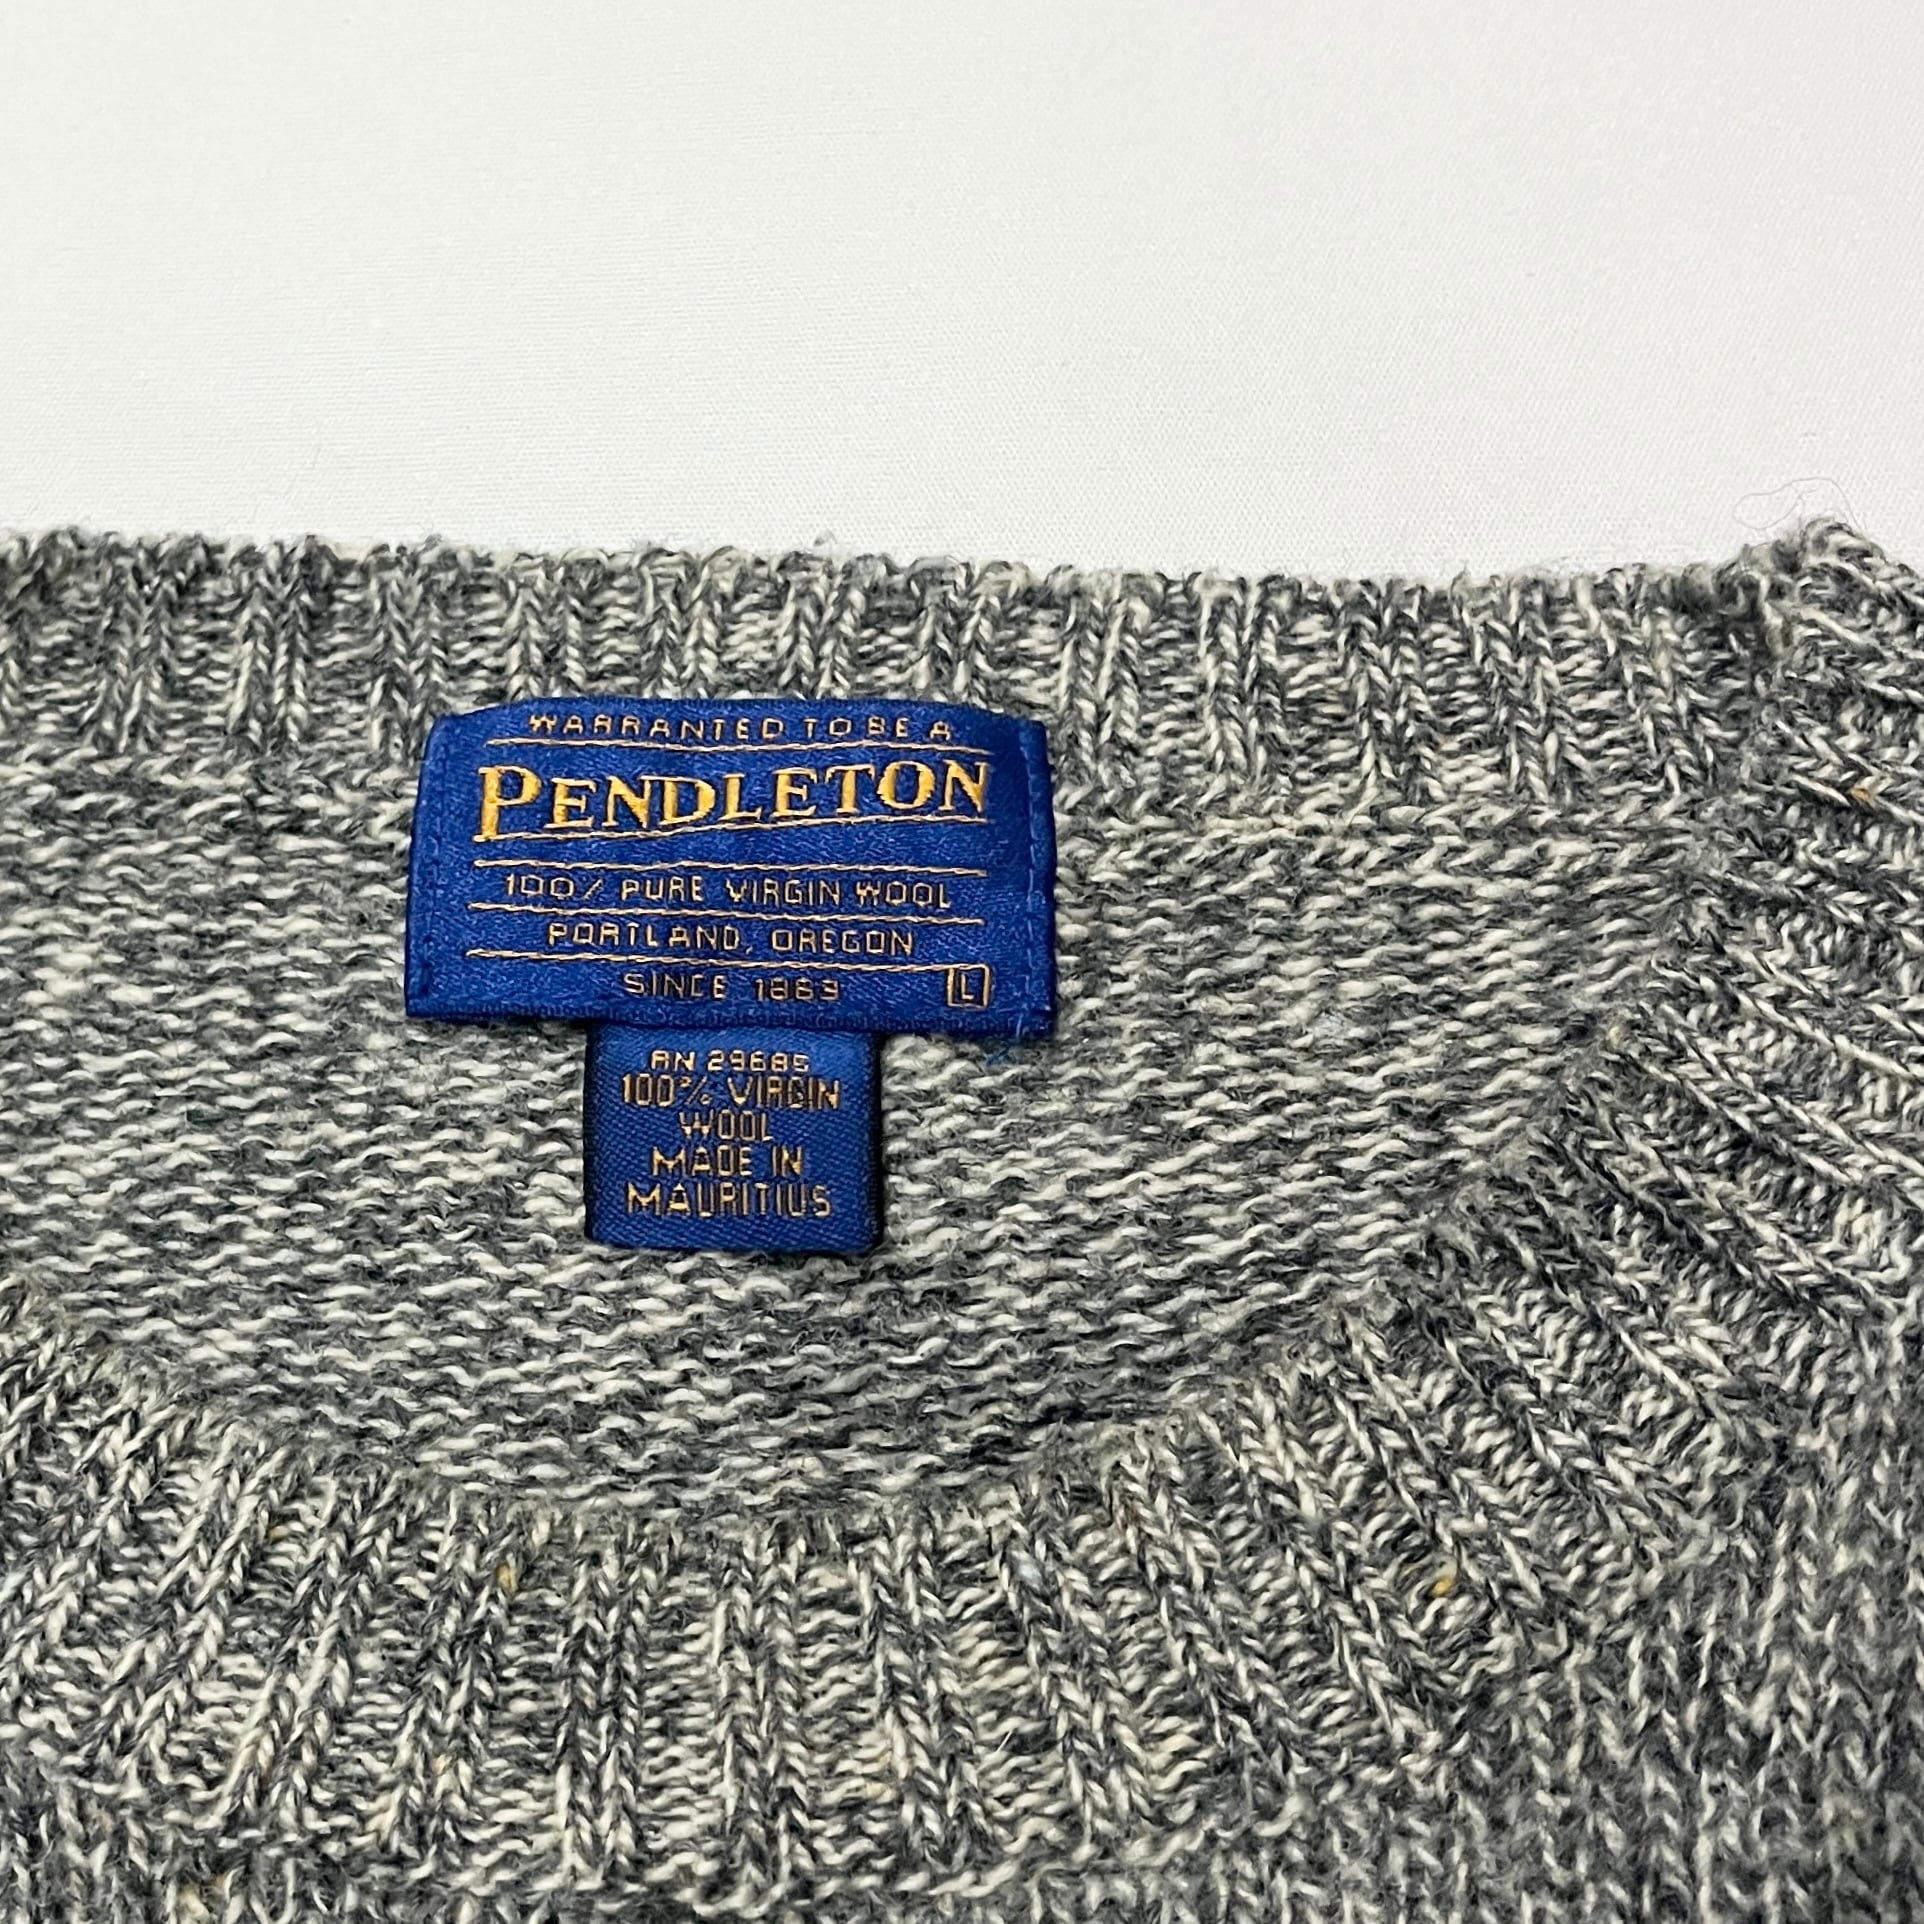 WARRANTED TO BE A
PENDLETON
100% PURE VIRGIN WOOL
PORTLAND, OREGON
SINCE 1863 L
RN 29685
100% VIRGIN
WOOL
MADE IN
MAURITIUS